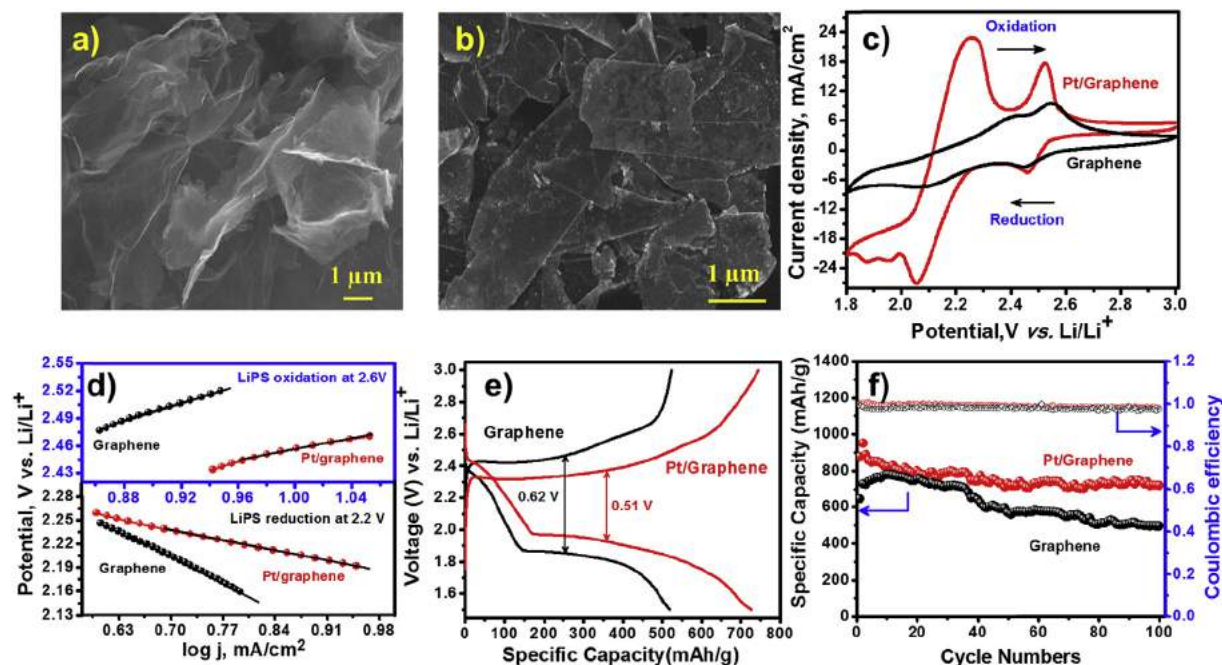 a)
1 μm
b)
1 μm
c)
Current density, mA/cm²
24
18
12
6
0
-6
-12
-18
-24
Oxidation
Pt/Graphene
Graphene
Reduction
1.8 2.0 2.2 2.4 2.6 2.8 3.0
Potential,V vs. Li/Li⁺
d)
Potential, V vs. Li/Li⁺
2.55
2.52
2.49
2.46
2.43
LiPS oxidation at 2.6V
Graphene
Pt/graphene
0.88 0.92 0.96 1.00 1.04
2.28
2.25
2.22
2.19
2.16
2.13
LiPS reduction at 2.2 V
Graphene
Pt/graphene
0.63 0.70 0.77 0.84 0.91 0.98
log j, mA/cm²
e)
Voltage (V) vs. Li/Li⁺
3.0
2.8
2.6
2.4
2.2
2.0
1.8
1.6
1.4
Graphene
Pt/Graphene
0.62 V
0.51 V
0 100 200 300 400 500 600 700 800
Specific Capacity(mAh/g)
f)
Specific Capacity (mAh/g)
1400
1200
1000
800
600
400
200
0
Pt/Graphene
Graphene
0 20 40 60 80 100
Cycle Numbers
1.2
1.0
0.8
0.6
0.4
0.2
0.0
Coulombic efficiency